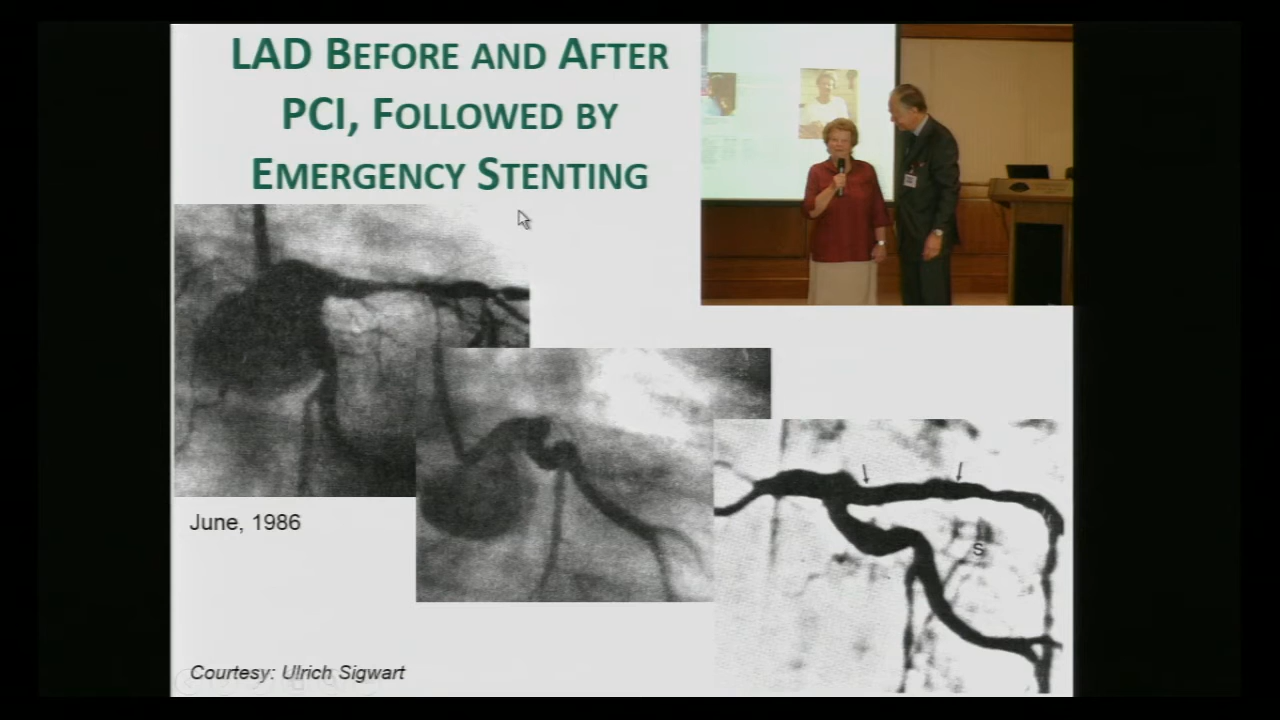 LAD BEFORE AND AFTER
PCI, FOLLOWED BY
EMERGENCY STENTING
June, 1986
S
Courtesy: Ulrich Sigwart